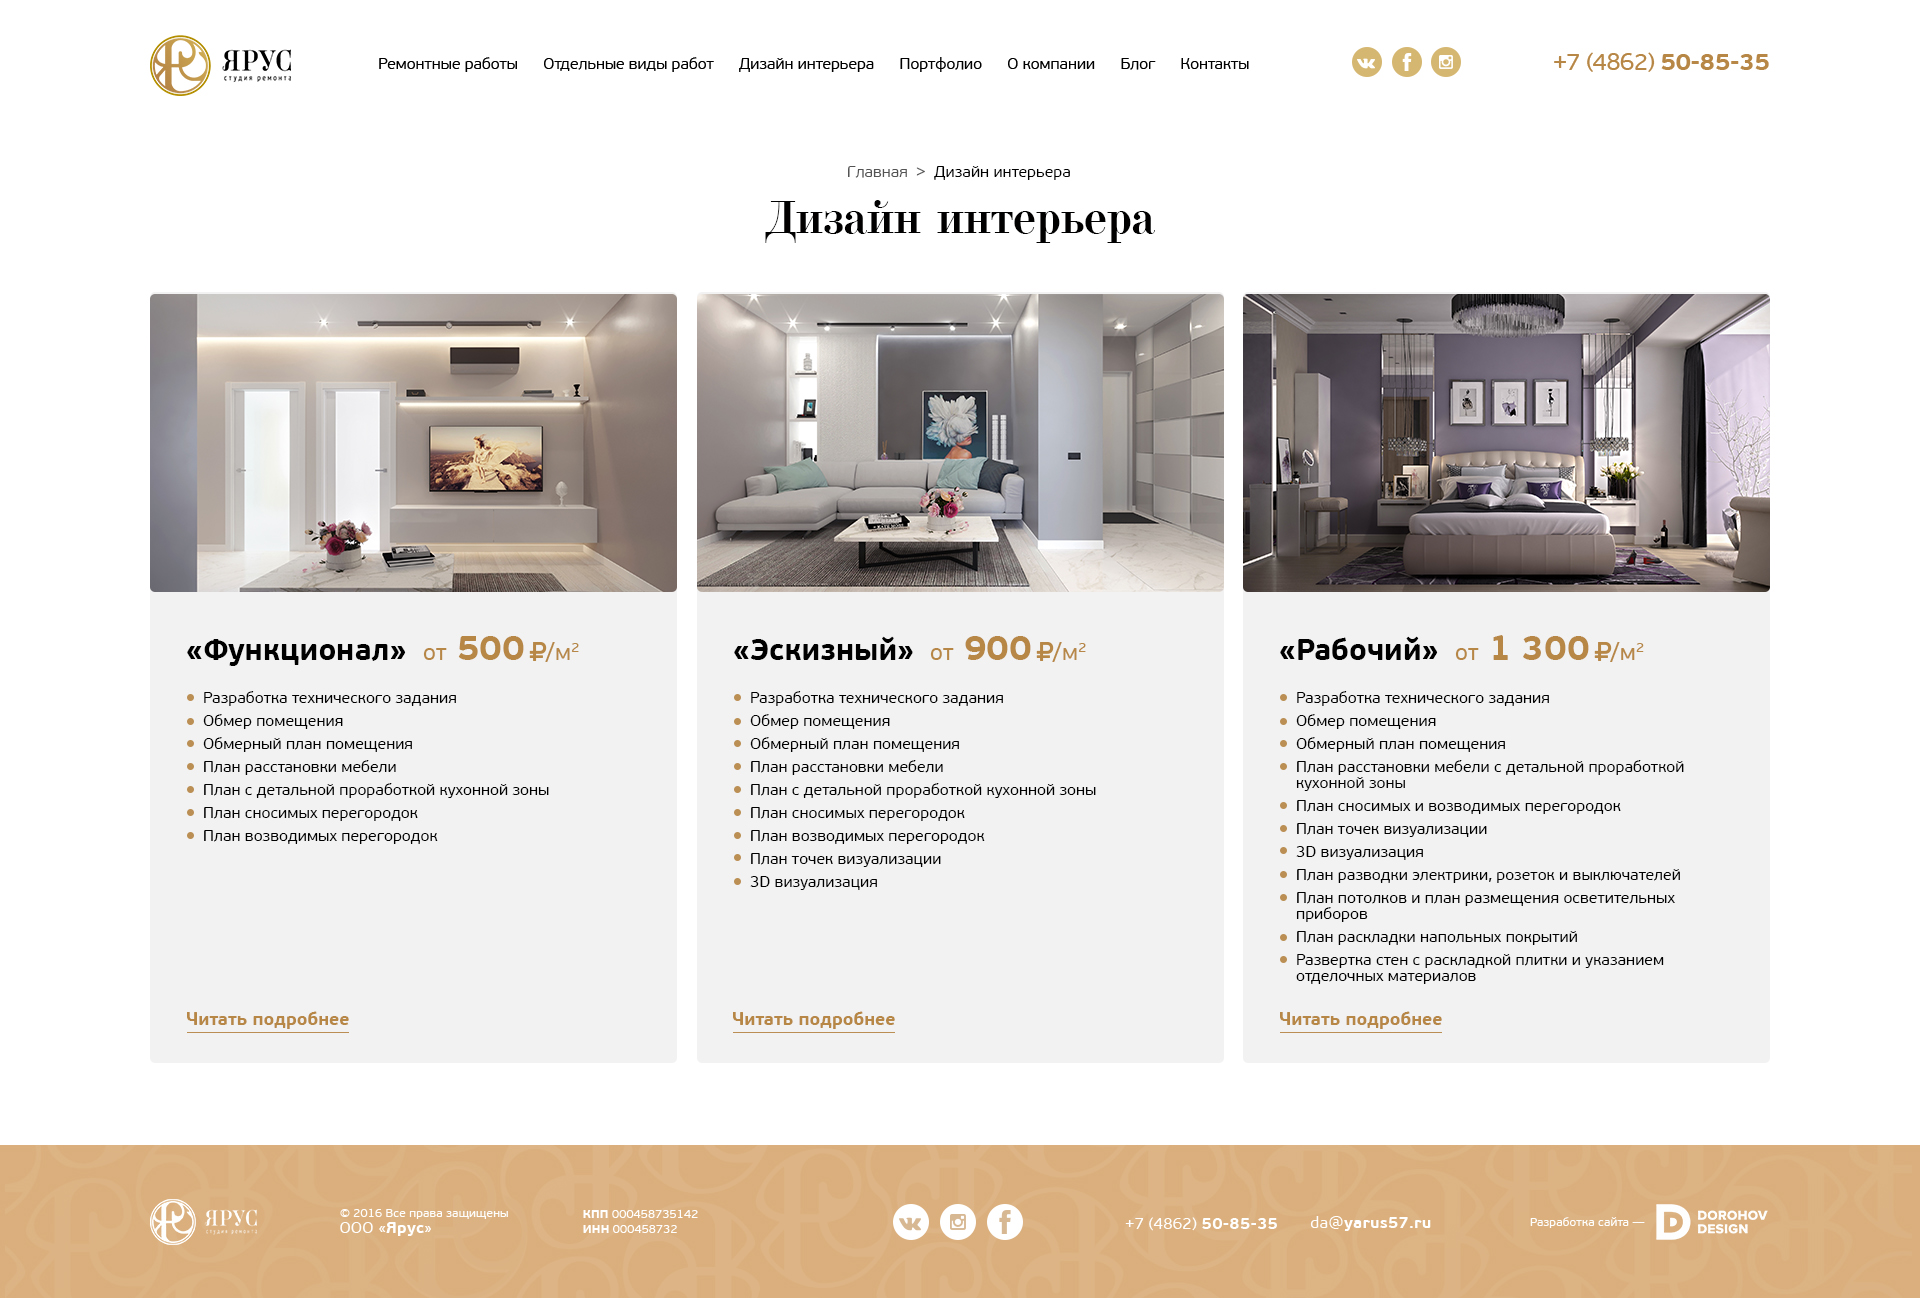 ЯРУС
студия ремонта
Ремонтные работы Отдельные виды работ Дизайн интерьера Портфолио О компании Блог Контакты
+7 (4862) 50-85-35
Главная > Дизайн интерьера
Дизайн интерьера
«Функционал» от 500 ₽/м²
Разработка технического задания
Обмер помещения
Обмерный план помещения
План расстановки мебели
План с детальной проработкой кухонной зоны
План сносимых перегородок
План возводимых перегородок
Читать подробнее
«Эскизный» от 900 ₽/м²
Разработка технического задания
Обмер помещения
Обмерный план помещения
План расстановки мебели
План с детальной проработкой кухонной зоны
План сносимых перегородок
План возводимых перегородок
План точек визуализации
3D визуализация
Читать подробнее
«Рабочий» от 1 300 ₽/м²
Разработка технического задания
Обмер помещения
Обмерный план помещения
План расстановки мебели с детальной проработкой
кухонной зоны
План сносимых и возводимых перегородок
План точек визуализации
3D визуализация
План разводки электрики, розеток и выключателей
План потолков и план размещения осветительных
приборов
План раскладки напольных покрытий
Развертка стен с раскладкой плитки и указанием
отделочных материалов
Читать подробнее
ЯРУС
студия ремонта
© 2016 Все права защищены
ООО «Ярус»
КПП 000458735142
ИНН 000458732
+7 (4862) 50-85-35
da@yarus57.ru
Разработка сайта —
DOROHOV
DESIGN